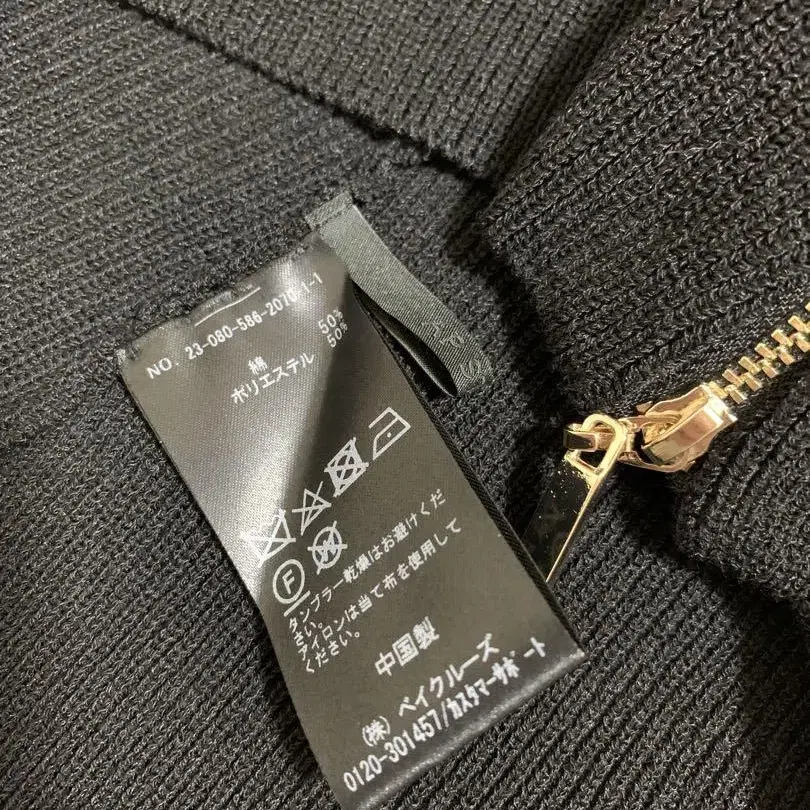 NO. 23-080-586-2070-1-1
綿 50%
ポリエステル 50%
F W
タンブラー乾燥はお避けくだ
さい。
アイロンは当て布を使用して
ください。
中国製
(株) ベイクルーズ
0120-301457/カスタマーサポート